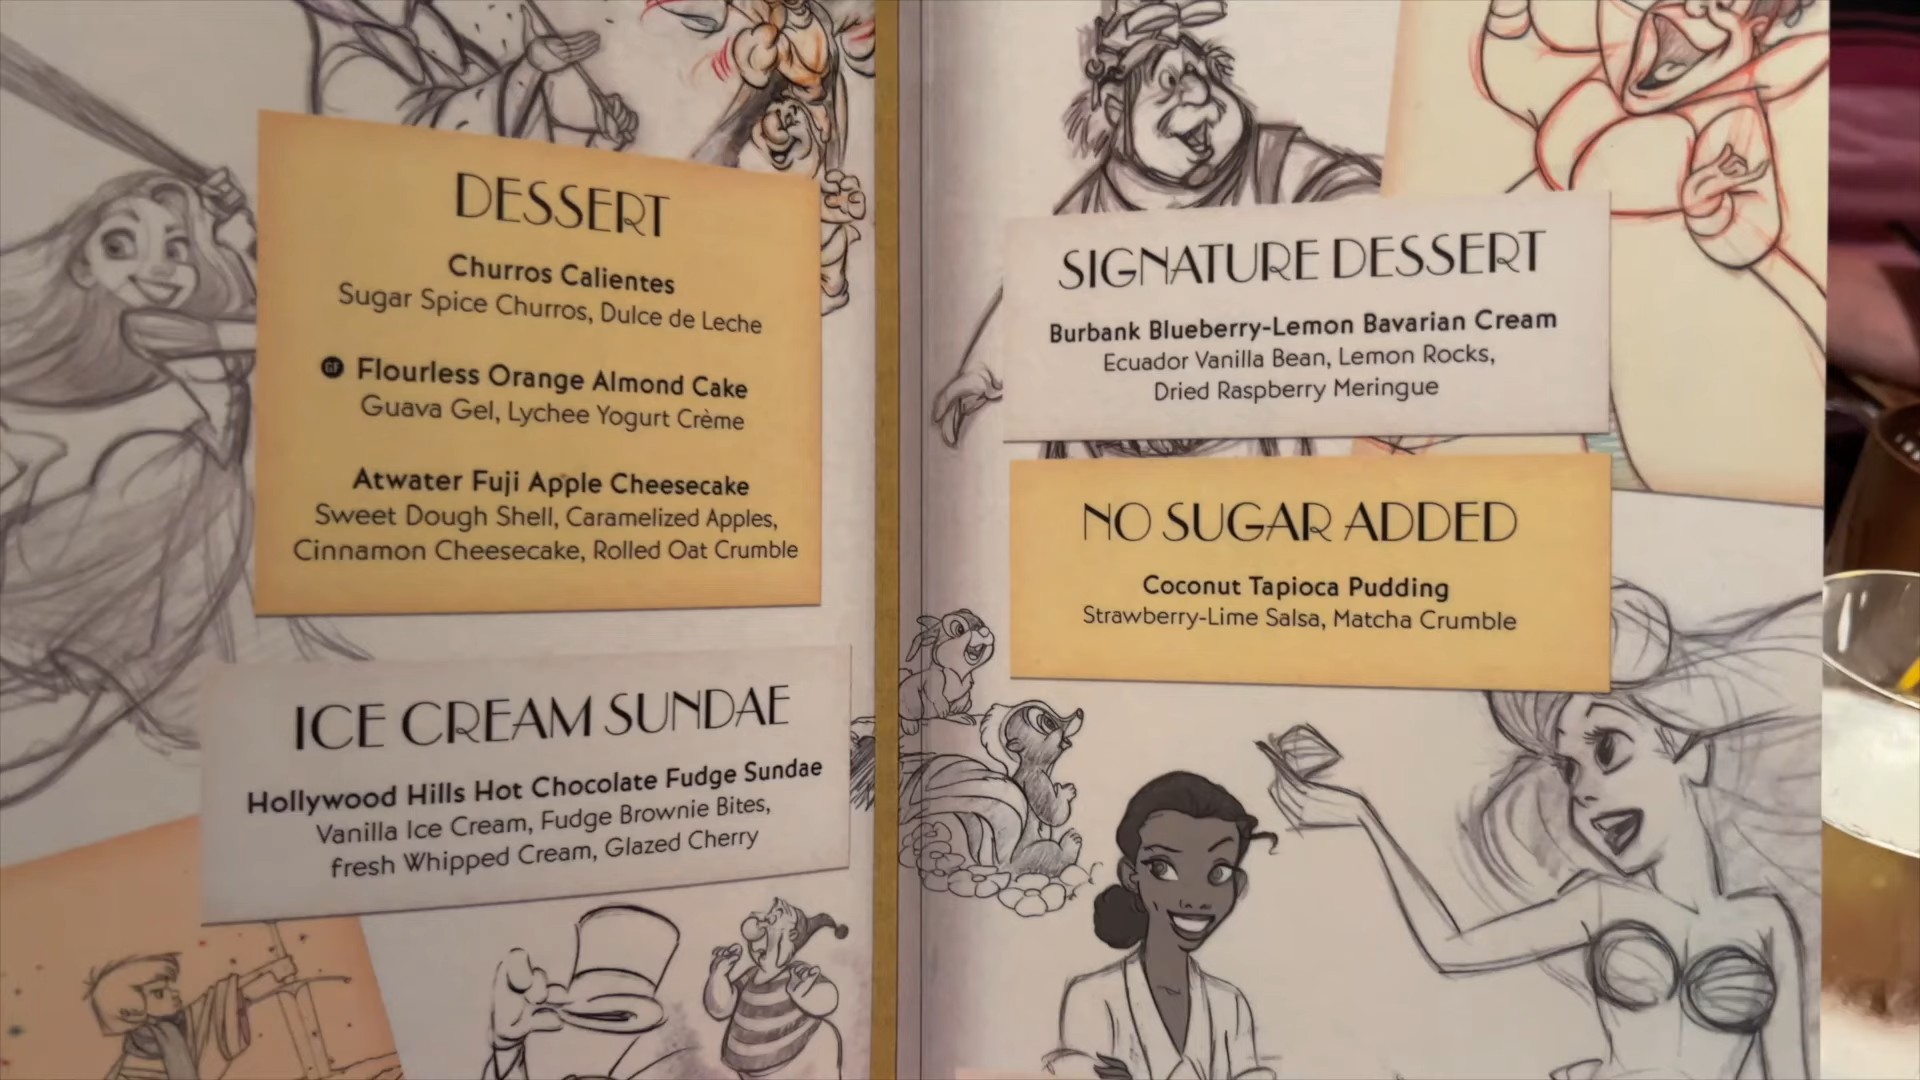 DESSERT
Churros Calientes
Sugar Spice Churros, Dulce de Leche
GF Flourless Orange Almond Cake
Guava Gel, Lychee Yogurt Crème
Atwater Fuji Apple Cheesecake
Sweet Dough Shell, Caramelized Apples,
Cinnamon Cheesecake, Rolled Oat Crumble
ICE CREAM SUNDAE
Hollywood Hills Hot Chocolate Fudge Sundae
Vanilla Ice Cream, Fudge Brownie Bites,
fresh Whipped Cream, Glazed Cherry
SIGNATURE DESSERT
Burbank Blueberry-Lemon Bavarian Cream
Ecuador Vanilla Bean, Lemon Rocks,
Dried Raspberry Meringue
NO SUGAR ADDED
Coconut Tapioca Pudding
Strawberry-Lime Salsa, Matcha Crumble